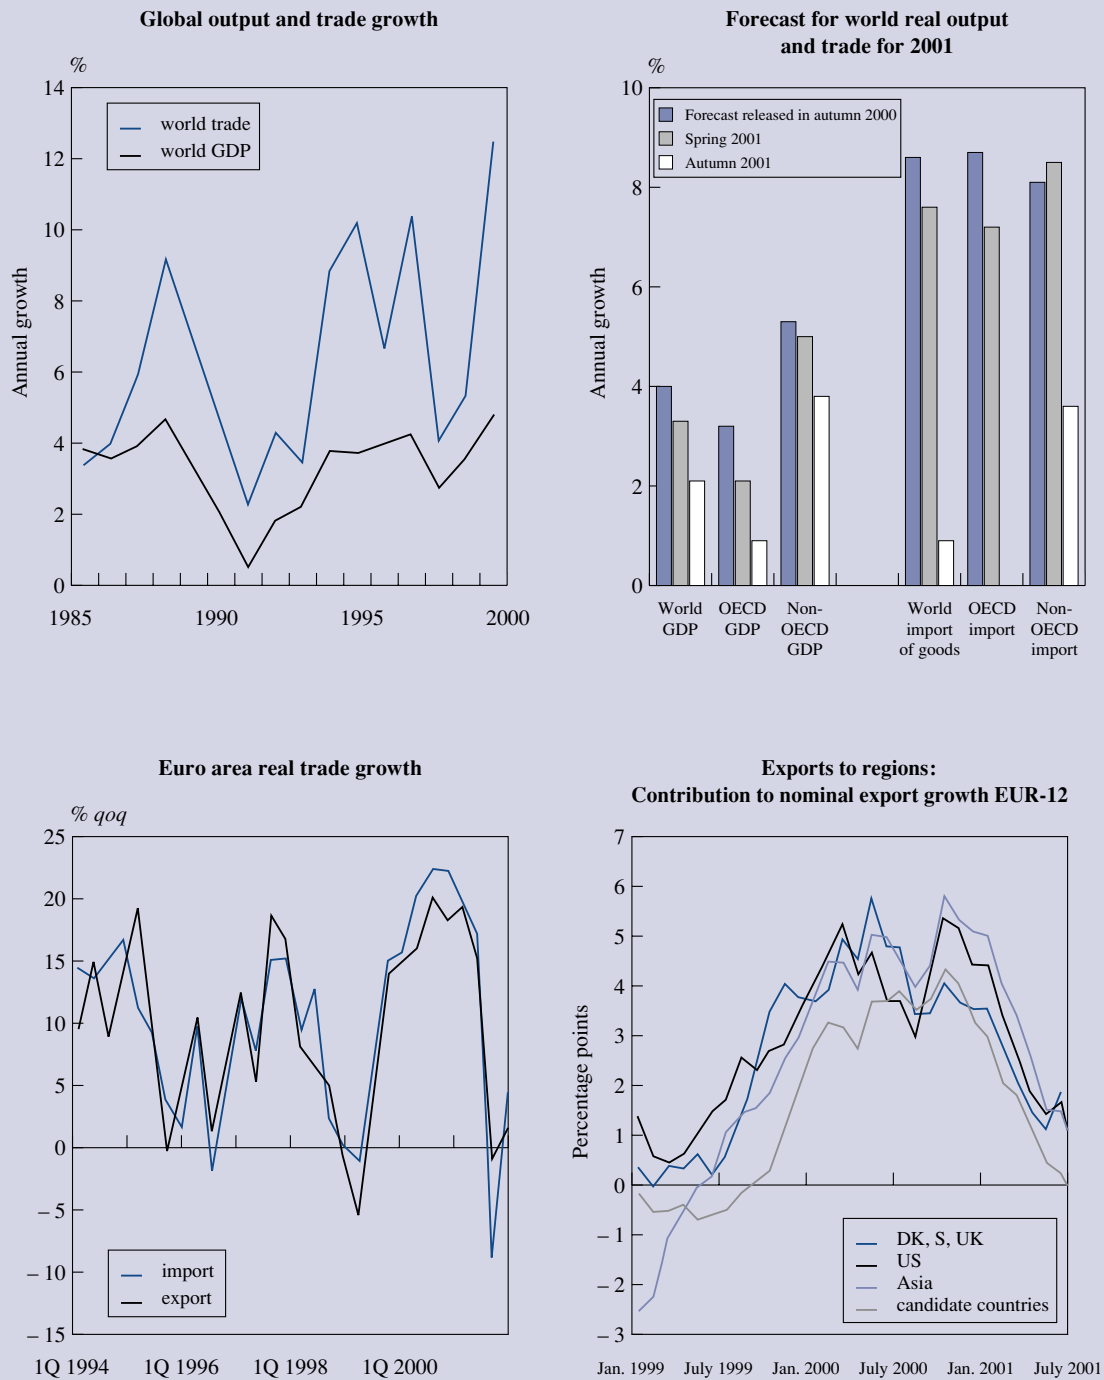 Global output and trade growth
%
14
12
10
8
6
4
2
0
Annual growth
world trade
world GDP
1985
1990
1995
2000
Forecast for world real output
and trade for 2001
%
10
8
6
4
2
0
Annual growth
Forecast released in autumn 2000
Spring 2001
Autumn 2001
World
GDP
OECD
GDP
Non-
OECD
GDP
World
import
of goods
OECD
import
Non-
OECD
import
Euro area real trade growth
% qoq
25
20
15
10
5
0
– 5
– 10
– 15
import
export
1Q 1994
1Q 1996
1Q 1998
1Q 2000
Exports to regions:
Contribution to nominal export growth EUR-12
7
6
5
4
3
2
1
0
– 1
– 2
– 3
Percentage points
DK, S, UK
US
Asia
candidate countries
Jan. 1999
July 1999
Jan. 2000
July 2000
Jan. 2001
July 2001